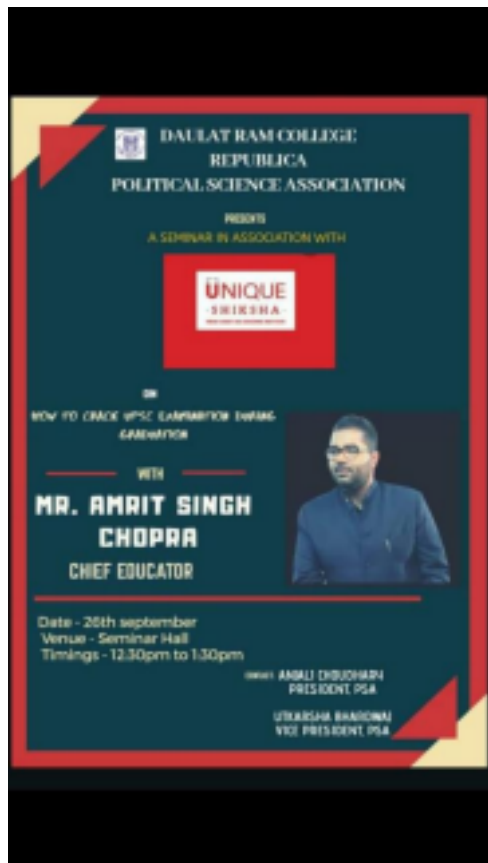 DAULAT RAM COLLEGE
REPUBLICA
POLITICAL SCIENCE ASSOCIATION
PRESENTS
A SEMINAR IN ASSOCIATION WITH
UNIQUE
SHIKSHA
ON
HOW TO CRACK UPSC EXAMINATION DURING
GRADUATION
WITH
MR. AMRIT SINGH
CHOPRA
CHIEF EDUCATOR
Date - 26th september
Venue - Seminar Hall
Timings - 12.30pm to 1:30pm
ANJALI CHOUDHARY
PRESIDENT, PSA
UTKARSHA BHARDWAJ
VICE PRESIDENT, PSA